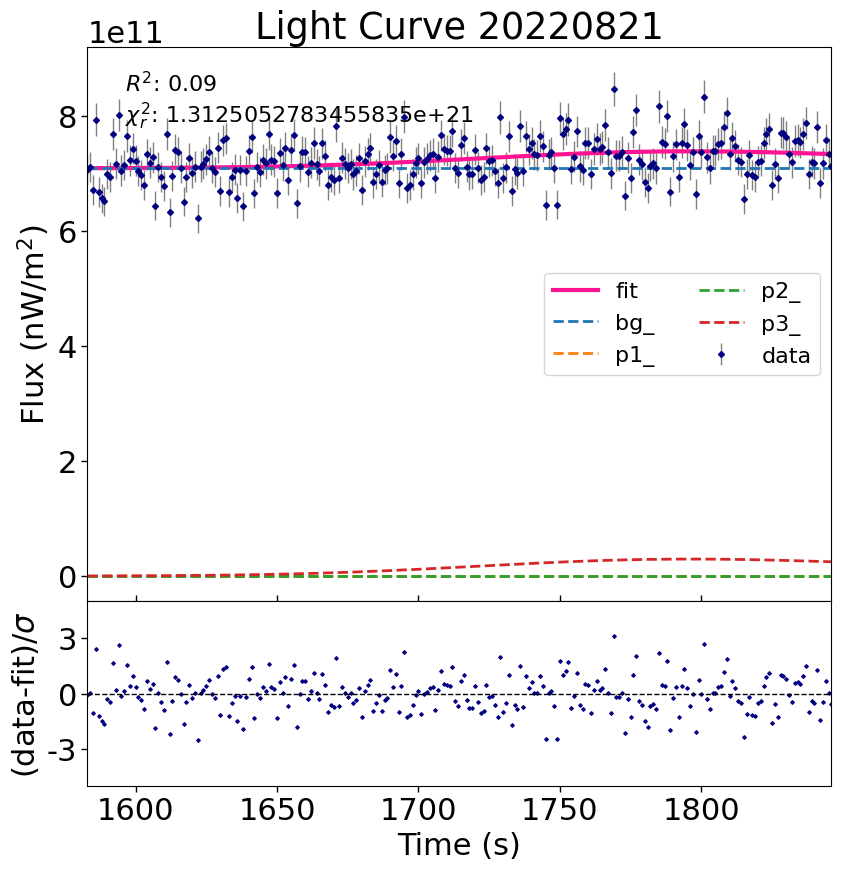 Light Curve 20220821
1e11
R²: 0.09
χ²ᵣ: 1.3125052783455835e+21
8
6
4
2
0
Flux (nW/m²)
fit
bg_
p1_
p2_
p3_
data
3
0
-3
(data-fit)/σ
1600 1650 1700 1750 1800
Time (s)